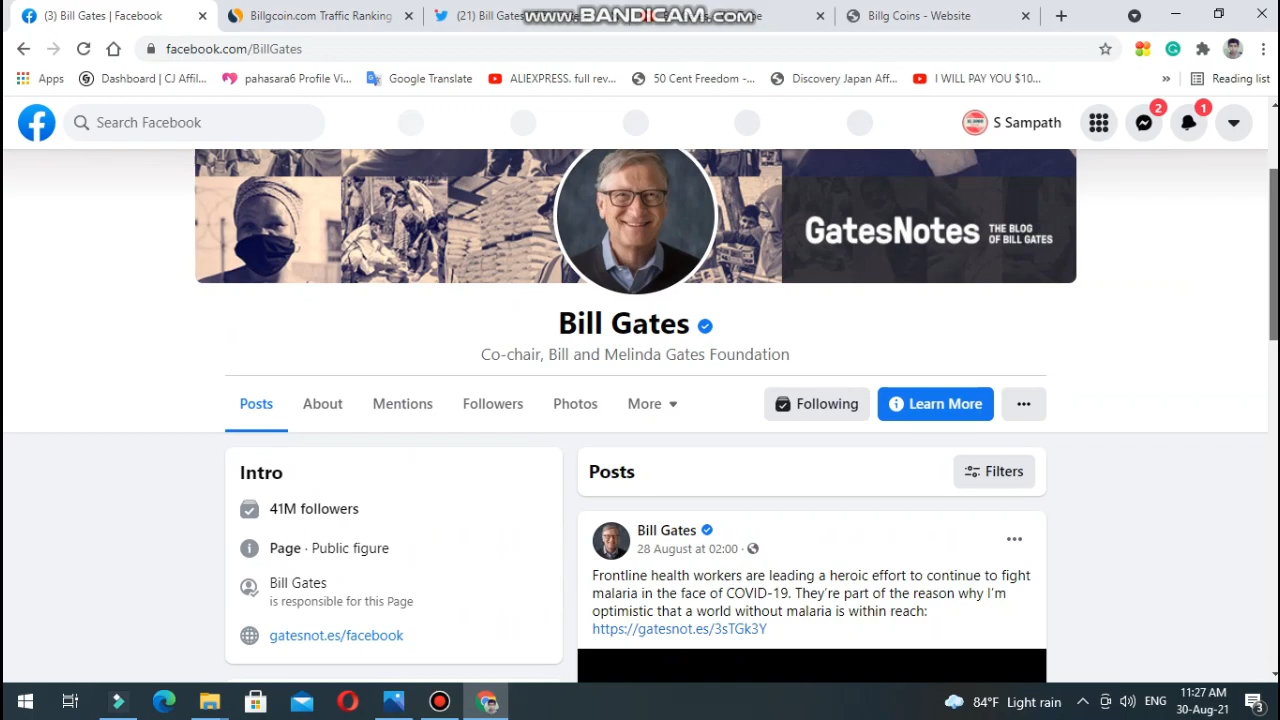 (3) Bill Gates | Facebook
Billgcoin.com Traffic Ranking
(21) Bill Gates
www.BANDICAM.com
Billg Coins - Website
facebook.com/BillGates
Apps
Dashboard | CJ Affil...
pahasara6 Profile Vi...
Google Translate
ALIEXPRESS. full rev...
50 Cent Freedom -...
Discovery Japan Aff...
I WILL PAY YOU $10...
»
Reading list
Search Facebook
S Sampath
2
1
GatesNotes THE BLOG
OF BILL GATES
Bill Gates
Co-chair, Bill and Melinda Gates Foundation
Posts
About
Mentions
Followers
Photos
More
Following
Learn More
Intro
41M followers
Page · Public figure
Bill Gates
is responsible for this Page
gatesnot.es/facebook
Posts
Filters
Bill Gates
28 August at 02:00 ·
Frontline health workers are leading a heroic effort to continue to fight
malaria in the face of COVID-19. They're part of the reason why I'm
optimistic that a world without malaria is within reach:
https://gatesnot.es/3sTGk3Y
84°F Light rain
ENG
11:27 AM
30-Aug-21
3